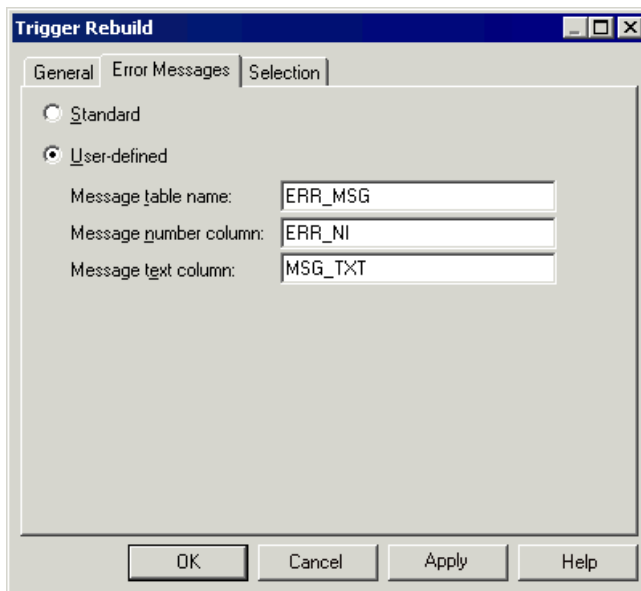 Trigger Rebuild
General Error Messages Selection
Standard
User-defined
Message table name: ERR_MSG
Message number column: ERR_NI
Message text column: MSG_TXT
OK Cancel Apply Help